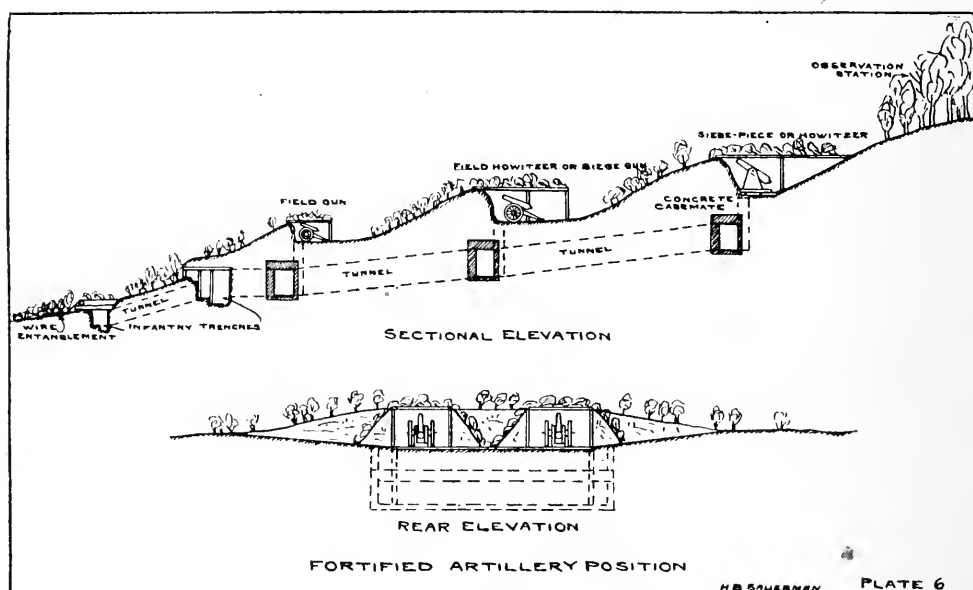 OBSERVATION
STATION
SIEGE-PIECE OR HOWITZER
FIELD HOWITZER OR SIEGE GUN
FIELD GUN
CONCRETE
CASEMATE
TUNNEL
TUNNEL
TUNNEL
WIRE
ENTANGLEMENT
INFANTRY TRENCHES
SECTIONAL ELEVATION
REAR ELEVATION
FORTIFIED ARTILLERY POSITION
H.B. SAUERMAN
PLATE 6